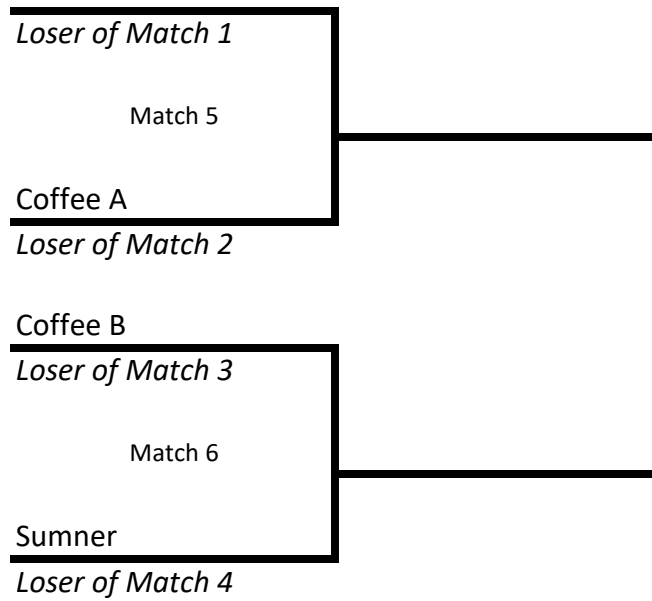 Loser of Match 1
Match 5
Coffee A
Loser of Match 2
Coffee B
Loser of Match 3
Match 6
Sumner
Loser of Match 4